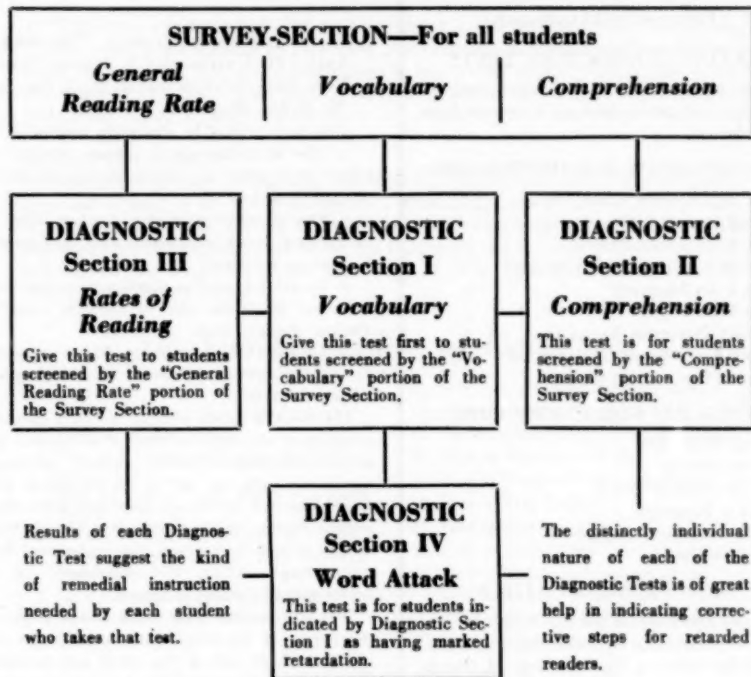 SURVEY-SECTION—For all students
General
Reading Rate
Vocabulary
Comprehension
DIAGNOSTIC
Section III
Rates of
Reading
Give this test to students
screened by the “General
Reading Rate” portion of
the Survey Section.
DIAGNOSTIC
Section I
Vocabulary
Give this test first to stu-
dents screened by the “Vo-
cabulary” portion of the
Survey Section.
DIAGNOSTIC
Section II
Comprehension
This test is for students
screened by the “Compre-
hension” portion of the
Survey Section.
Results of each Diagnos-
tic Test suggest the kind
of remedial instruction
needed by each student
who takes that test.
DIAGNOSTIC
Section IV
Word Attack
This test is for students in-
dicated by Diagnostic Sec-
tion I as having marked
retardation.
The distinctly individual
nature of each of the
Diagnostic Tests is of great
help in indicating correc-
tive steps for retarded
readers.